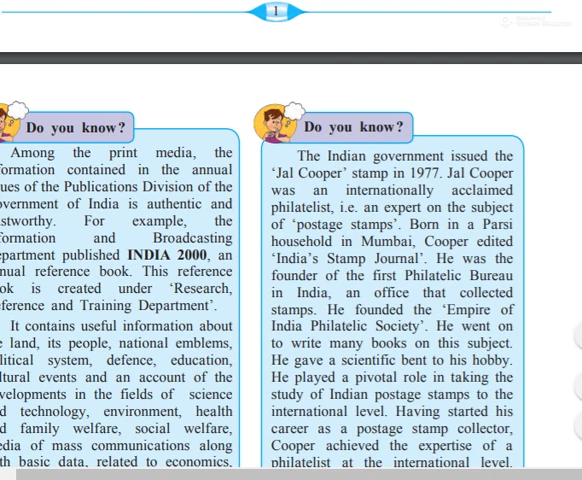 1
Do you know?
Among the print media, the
formation contained in the annual
ues of the Publications Division of the
overnment of India is authentic and
stworthy. For example, the
formation and Broadcasting
epartment published INDIA 2000, an
nual reference book. This reference
ok is created under ‘Research,
ference and Training Department’.
It contains useful information about
e land, its people, national emblems,
litical system, defence, education,
ltural events and an account of the
velopments in the fields of science
d technology, environment, health
d family welfare, social welfare,
edia of mass communications along
th basic data, related to economics,
Do you know?
The Indian government issued the
‘Jal Cooper’ stamp in 1977. Jal Cooper
was an internationally acclaimed
philatelist, i.e. an expert on the subject
of ‘postage stamps’. Born in a Parsi
household in Mumbai, Cooper edited
‘India’s Stamp Journal’. He was the
founder of the first Philatelic Bureau
in India, an office that collected
stamps. He founded the ‘Empire of
India Philatelic Society’. He went on
to write many books on this subject.
He gave a scientific bent to his hobby.
He played a pivotal role in taking the
study of Indian postage stamps to the
international level. Having started his
career as a postage stamp collector,
Cooper achieved the expertise of a
philatelist at the international level.